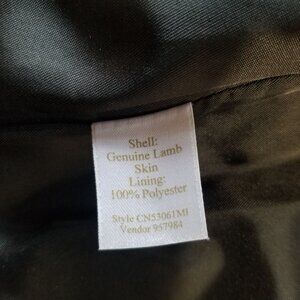 Shell:
Genuine Lamb
Skin
Lining:
100% Polyester
Style CN53061MI
Vendor 957984